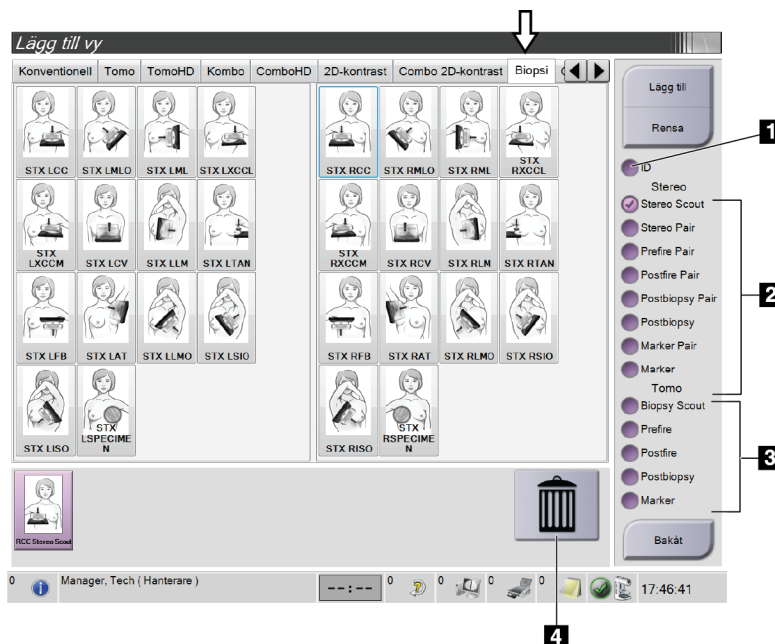 Lägg till vy
Konventionell Tomo TomoHD Kombo ComboHD 2D-kontrast Combo 2D-kontrast Biopsi
Lägg till
Rensa
1
ID
Stereo
Stereo Scout
Stereo Pair
Prefire Pair
Postfire Pair
Postbiopsy Pair
Postbiopsy
Marker Pair
Marker
2
Tomo
Biopsy Scout
Prefire
Postfire
Postbiopsy
Marker
3
Bakåt
STX LCC STX LMLO STX LML STX LXCCL
STX LXCCM STX LCV STX LLM STX LTAN
STX LFB STX LAT STX LLMO STX LSIO
STX LISO STX LSPECIMEN
STX RCC STX RMLO STX RML STX RXCCL
STX RXCCM STX RCV STX RLM STX RTAN
STX RFB STX RAT STX RLMO STX RSIO
STX RISO STX RSPECIMEN
RCC Stereo Scout
0 Manager, Tech ( Hanterare ) --:-- 0 0 0 0 17:46:41
4